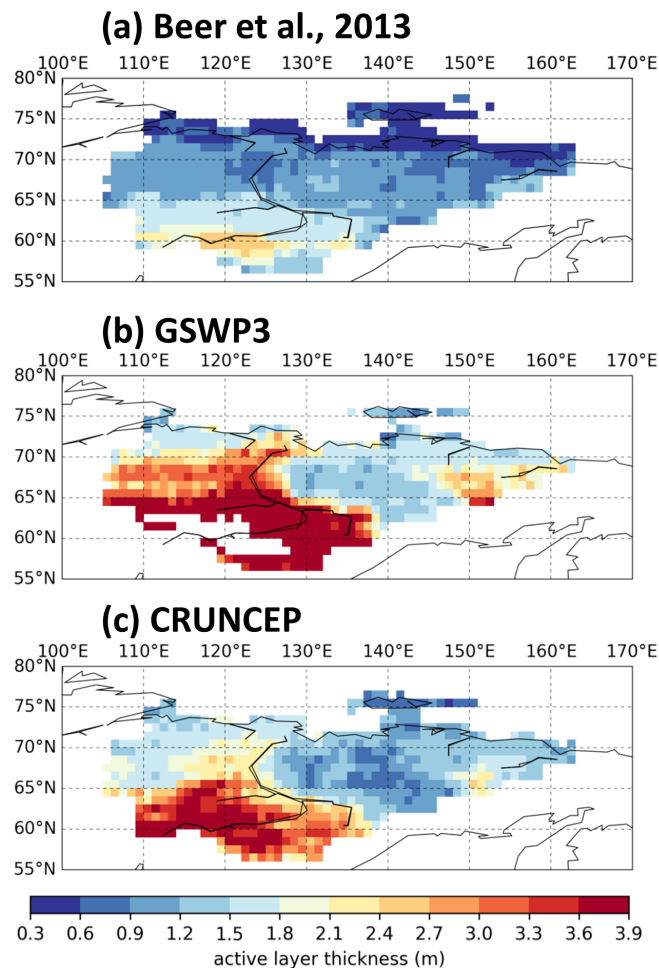 (a) Beer et al., 2013
100°E 110°E 120°E 130°E 140°E 150°E 160°E 170°E
80°N
75°N
70°N
65°N
60°N
55°N
(b) GSWP3
100°E 110°E 120°E 130°E 140°E 150°E 160°E 170°E
80°N
75°N
70°N
65°N
60°N
55°N
(c) CRUNCEP
100°E 110°E 120°E 130°E 140°E 150°E 160°E 170°E
80°N
75°N
70°N
65°N
60°N
55°N
0.3 0.6 0.9 1.2 1.5 1.8 2.1 2.4 2.7 3.0 3.3 3.6 3.9
active layer thickness (m)